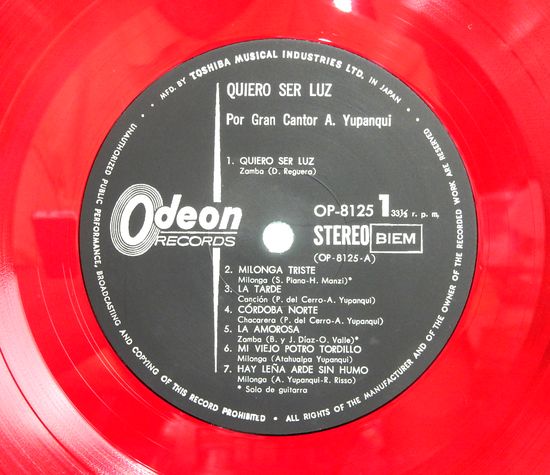 MFD. BY TOSHIBA MUSICAL INDUSTRIES LTD. IN JAPAN.
QUIERO SER LUZ
Por Gran Cantor A. Yupanqui
1. QUIERO SER LUZ
Zamba (D. Reguera)
Odeon
RECORDS
OP-8125 1 33⅓ r. p. m.
STEREO BIEM
(OP-8125-A)
2. MILONGA TRISTE
Milonga (S. Piana-H. Manzi)*
3. LA TARDE
Canción (P. del Cerro-A. Yupanqui)
4. CÓRDOBA NORTE
Chacarera (P. del Cerro-A. Yupanqui)
5. LA AMOROSA
Zamba (B. y J. Díaz-O. Valle)*
6. MI VIEJO POTRO TORDILLO
Milonga (Atahualpa Yupanqui)
7. HAY LEÑA ARDE SIN HUMO
Milonga (A. Yupanqui-R. Risso)
* Solo de guitarra
• ALL RIGHTS OF THE MANUFACTURER AND OF THE OWNER OF THE RECORDED WORK ARE RESERVED
• UNAUTHORIZED PUBLIC PERFORMANCE, BROADCASTING AND COPYING OF THIS RECORD PROHIBITED